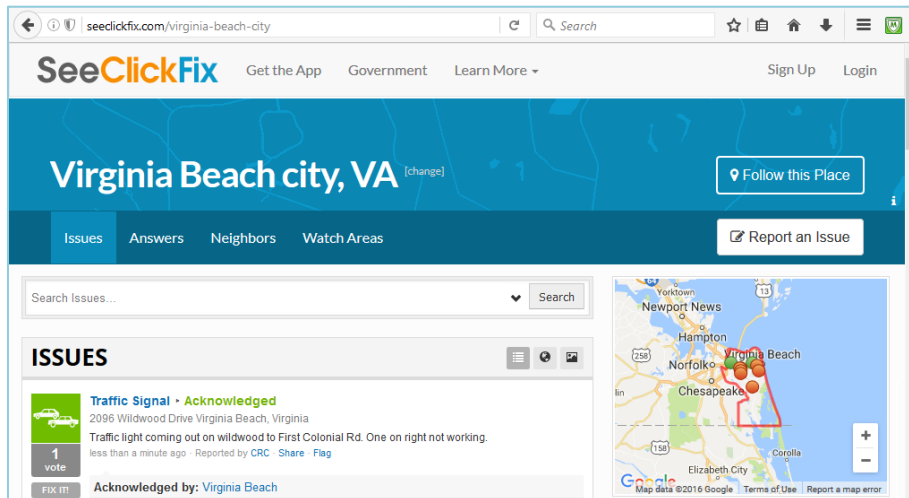 seeclickfix.com/virginia-beach-city
Search
SeeClickFix
Get the App Government Learn More
Sign Up Login
Virginia Beach city, VA [change]
Follow this Place
i
Issues Answers Neighbors Watch Areas
Report an Issue
Search Issues...
Search
ISSUES
Traffic Signal Acknowledged
2096 Wildwood Drive Virginia Beach, Virginia
Traffic light coming out on wildwood to First Colonial Rd. One on right not working.
less than a minute ago · Reported by CRC · Share · Flag
1
vote
FIX IT!
Acknowledged by: Virginia Beach
64
Yorktown
13
Newport News
Hampton
258
Virginia Beach
Norfolk
Chesapeake
lin
158
Corolla
Elizabeth City
+
−
Google
Map data ©2016 Google Terms of Use Report a map error